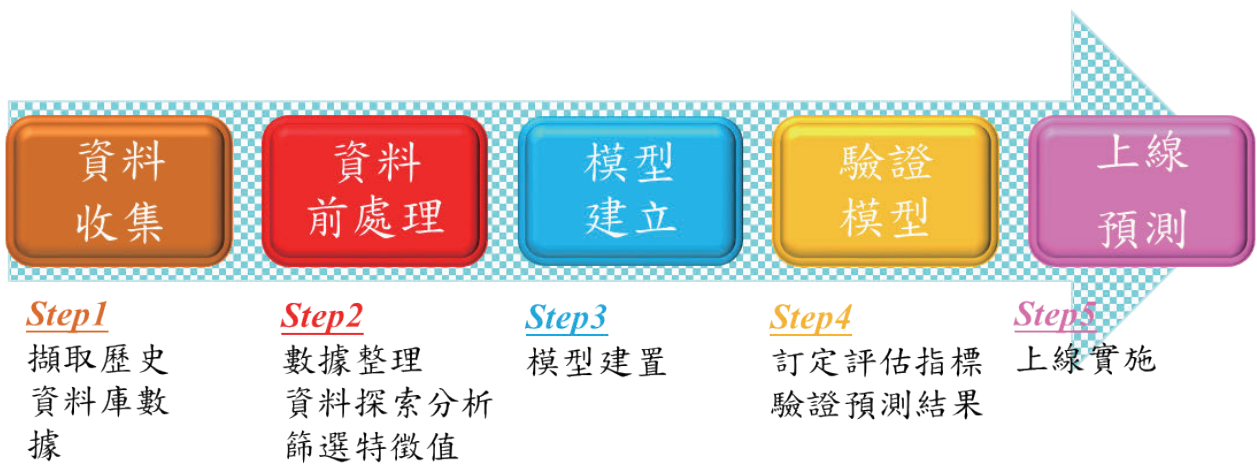 資料
收集
資料
前處理
模型
建立
驗證
模型
上線
預測
Step1
擷取歷史
資料庫數
據
Step2
數據整理
資料探索分析
篩選特徵值
Step3
模型建置
Step4
訂定評估指標
驗證預測結果
Step5
上線實施